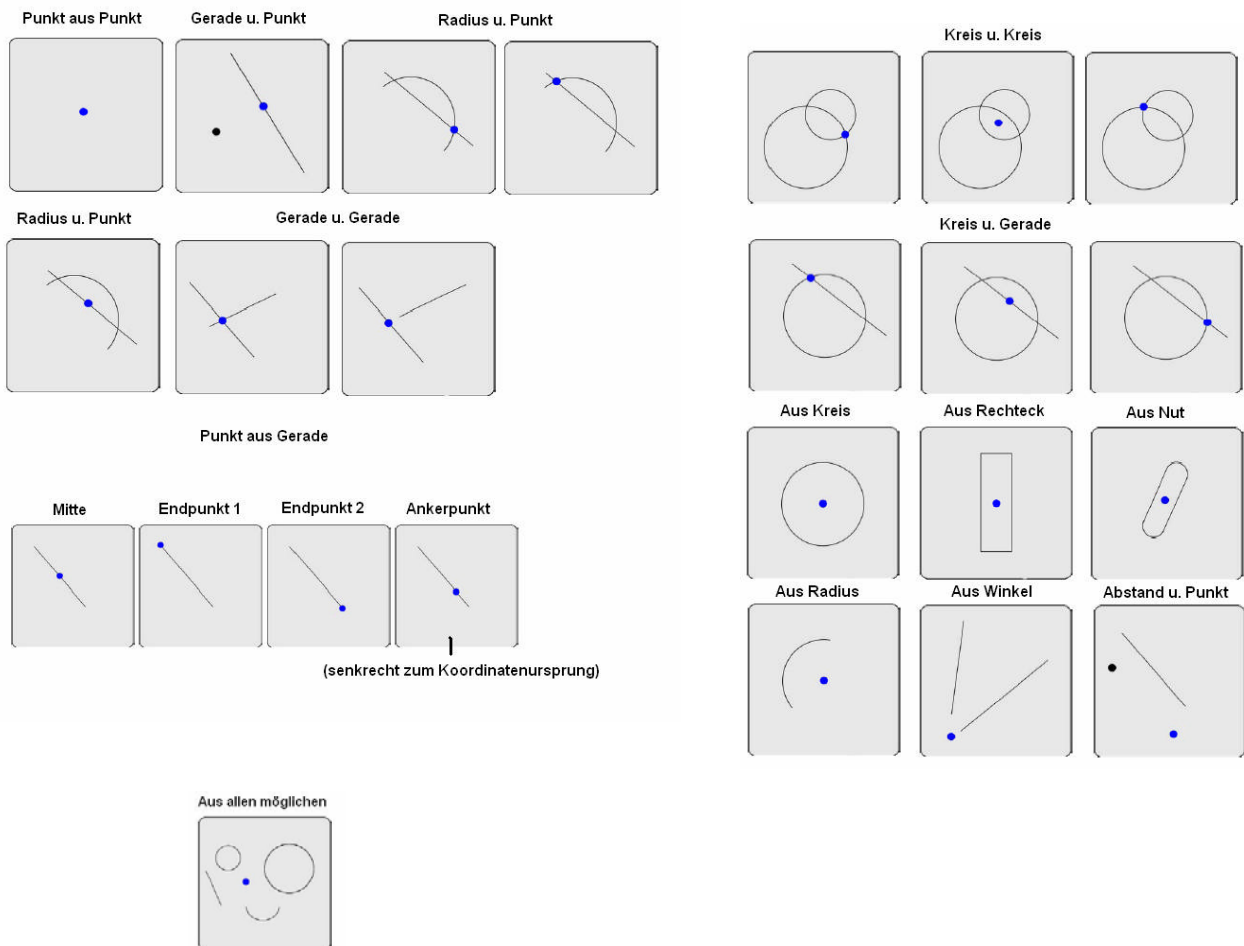 Punkt aus Punkt
Gerade u. Punkt
Radius u. Punkt
Radius u. Punkt
Gerade u. Gerade
Punkt aus Gerade
Mitte
Endpunkt 1
Endpunkt 2
Ankerpunkt
(senkrecht zum Koordinatenursprung)
Aus allen möglichen
Kreis u. Kreis
Kreis u. Gerade
Aus Kreis
Aus Rechteck
Aus Nut
Aus Radius
Aus Winkel
Abstand u. Punkt